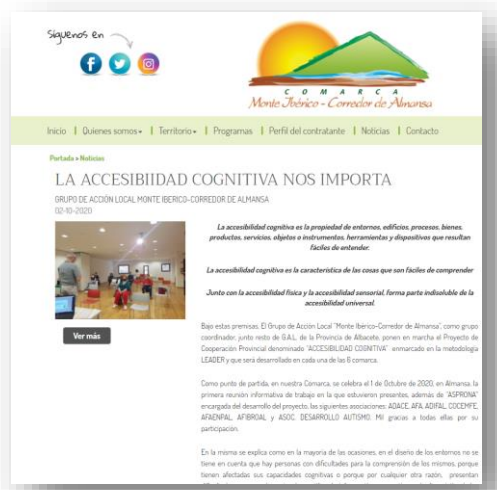 Síguenos en
COMARCA
Monte Ibérico - Corredor de Almansa
Inicio | Quienes somos | Territorio | Programas | Perfil del contratante | Noticias | Contacto
Portada » Noticias
LA ACCESIBIIDAD COGNITIVA NOS IMPORTA
GRUPO DE ACCIÓN LOCAL MONTE IBERICO-CORREDOR DE ALMANSA
02-10-2020
La accesibilidad cognitiva es la propiedad de entornos, edificios, procesos, bienes,
productos, servicios, objetos o instrumentos, herramientas y dispositivos que resultan
fáciles de entender.
La accesibilidad cognitiva es la característica de las cosas que son fáciles de comprender
Junto con la accesibilidad física y la accesibilidad sensorial, forma parte indisoluble de la
accesibilidad universal.
Ver más
Bajo estas premisas. El Grupo de Acción Local "Monte Ibérico-Corredor de Almansa", como grupo
coordinador, junto resto de G.A.L. de la Provincia de Albacete, ponen en marcha el Proyecto de
Cooperación Provincial denominado "ACCESIBILIDAD COGNITIVA" enmarcado en la metodología
LEADER y que será desarrollado en cada una de las 6 comarca.
Como punto de partida, en nuestra Comarca, se celebra el 1 de Octubre de 2020, en Almansa, la
primera reunión informativa de trabajo en la que estuvieron presentes, además de "ASPRONA"
encargada del desarrollo del proyecto, las siguientes asociaciones: ADACE, AFA, ADIFAL, COCEMFE,
AFAENPAL, AFIBROAL y ASOC. DESARROLLO AUTISMO. Mil gracias a todas ellas por su
participación.
En la misma se explica como en la mayoría de las ocasiones, en el diseño de los entornos no se
tiene en cuenta que hay personas con dificultades para la comprensión de los mismos, porque
tienen afectadas sus capacidades cognitivas o porque por cualquier otra razón, presentan